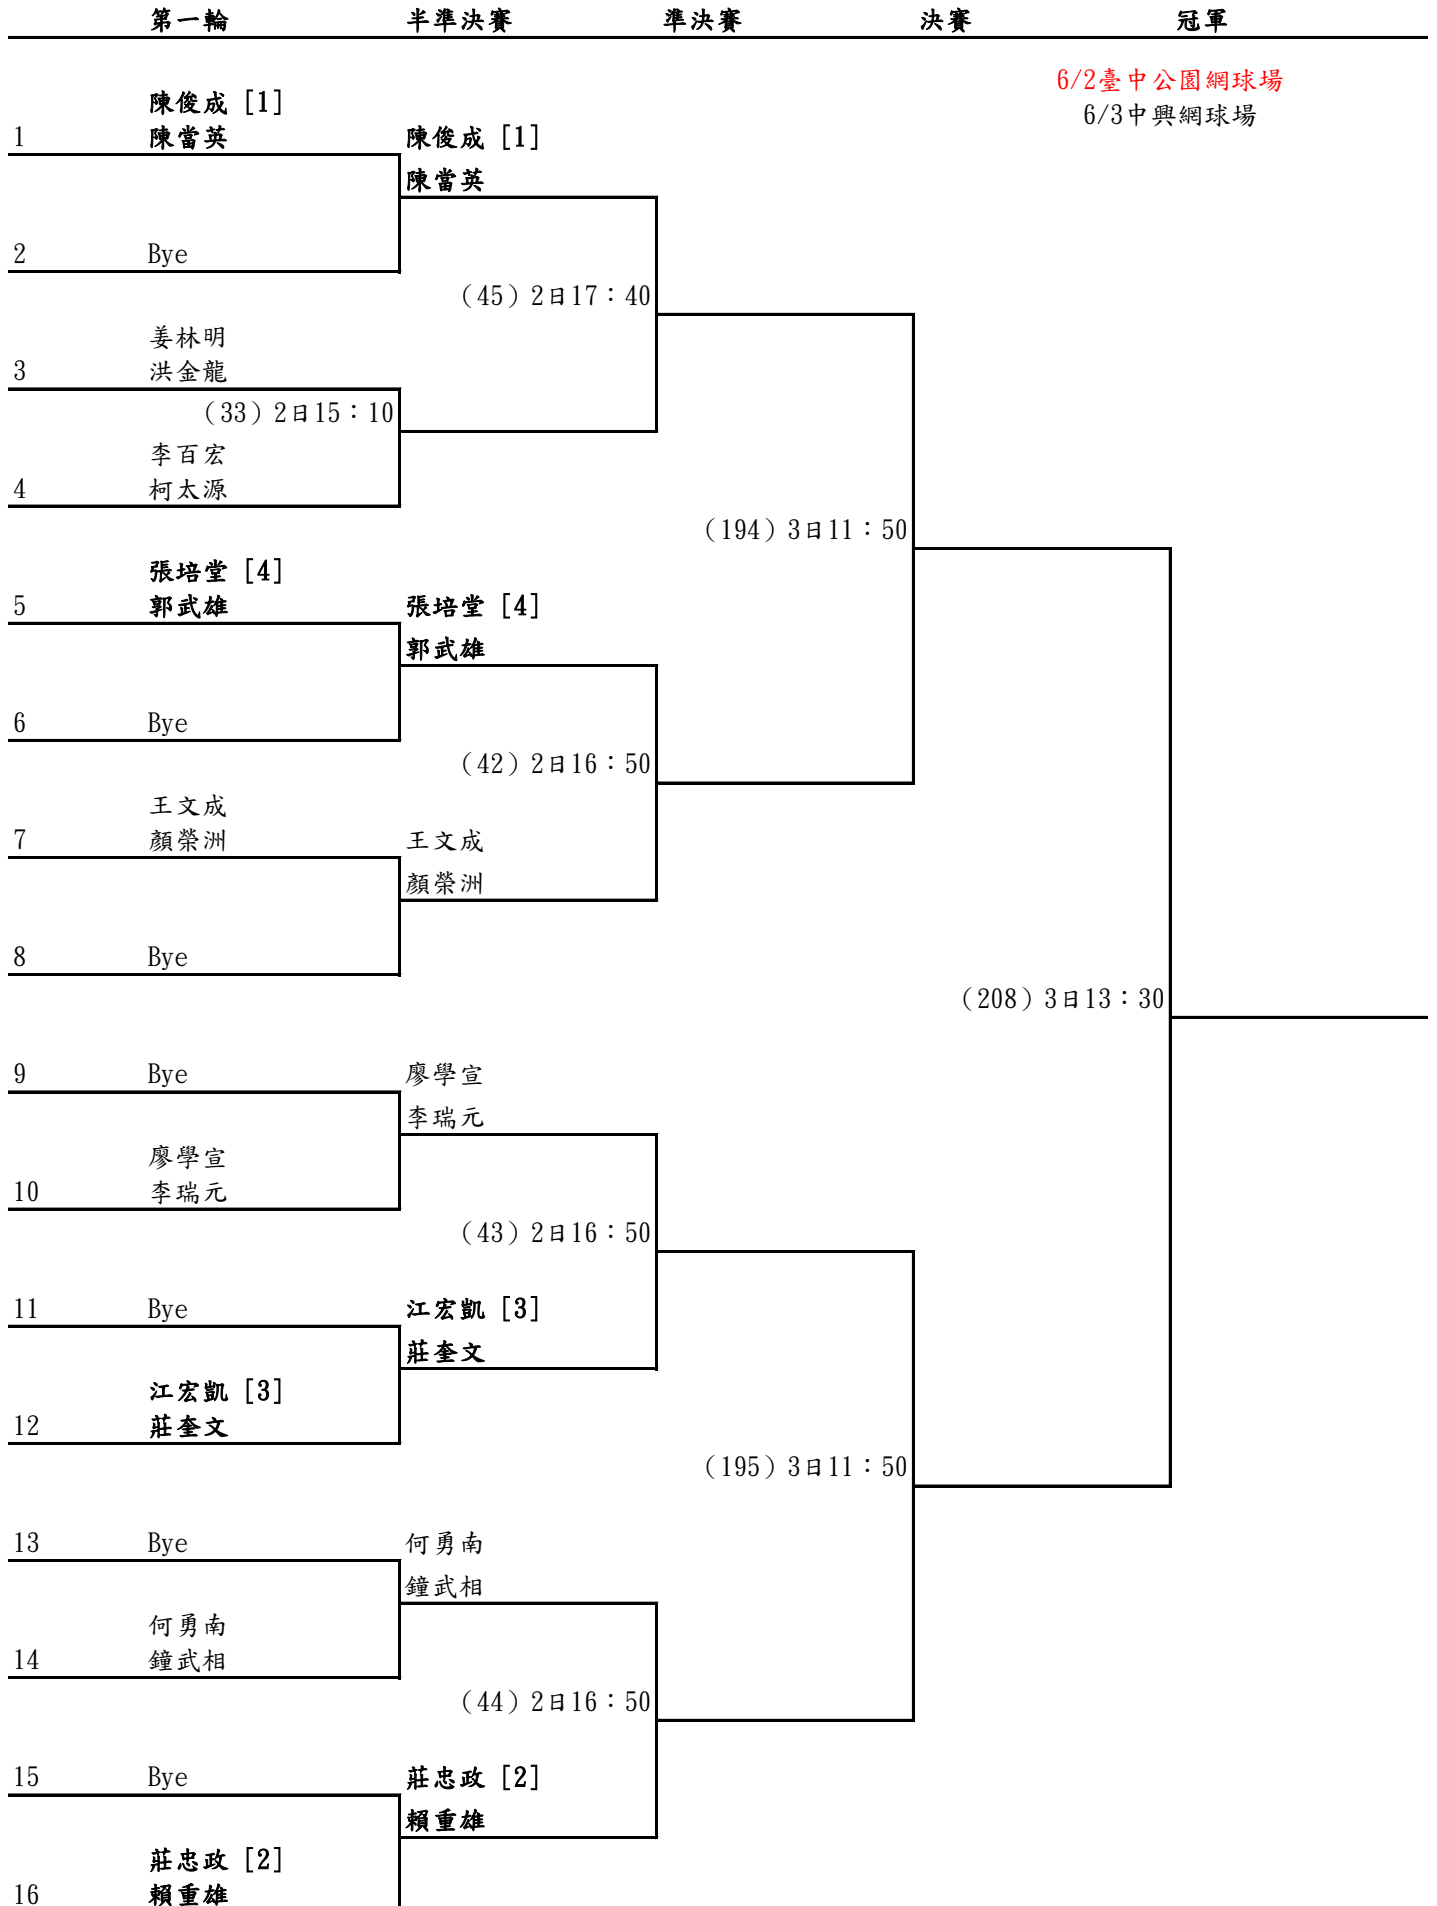 第一輪 半準決賽 準決賽 決賽 冠軍
6/2臺中公園網球場
陳俊成 [1]
6/3中興網球場
1 陳當英 陳俊成 [1]
陳當英
2 Bye
(45) 2日17：40
姜林明
3 洪金龍
(33) 2日15：10
李百宏
4 柯太源
(194) 3日11：50
張培堂 [4]
5 郭武雄 張培堂 [4]
郭武雄
6 Bye
(42) 2日16：50
王文成
7 顏榮洲 王文成
顏榮洲
8 Bye
(208) 3日13：30
9 Bye 廖學宣
李瑞元
廖學宣
10 李瑞元
(43) 2日16：50
11 Bye 江宏凱 [3]
莊奎文
江宏凱 [3]
12 莊奎文
(195) 3日11：50
13 Bye 何勇南
鐘武相
何勇南
14 鐘武相
(44) 2日16：50
15 Bye 莊忠政 [2]
賴重雄
莊忠政 [2]
16 賴重雄